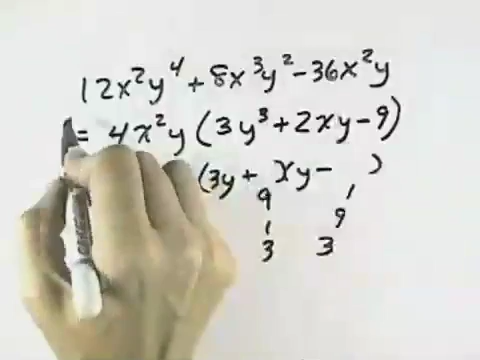 12x²y⁴ + 8x³y² - 36x²y
= 4x²y (3y³ + 2xy - 9)
(3y + )(xy - )
9 1
1 9
3 3